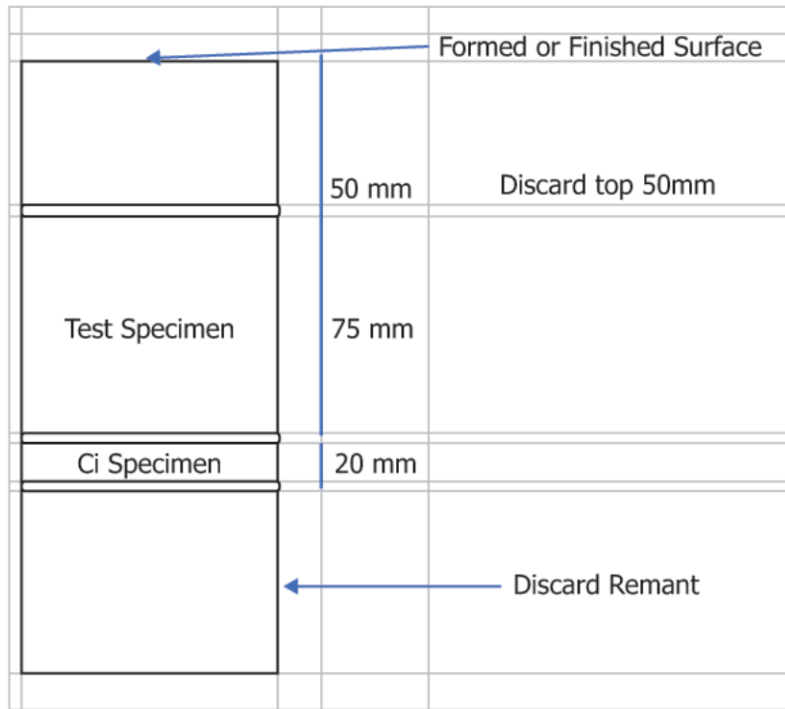 Formed or Finished Surface
50 mm
Discard top 50mm
Test Specimen
75 mm
Ci Specimen
20 mm
Discard Remant